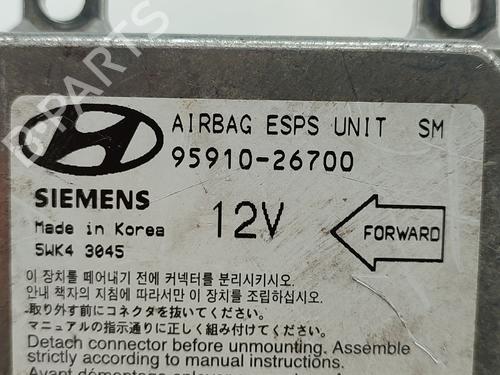 AIRBAG ESPS UNIT SM
95910-26700
SIEMENS
12V
Made in Korea
5WK4 3045
FORWARD
이 장치를 떼어내기 전에 커넥터를 분리시키시오.
안내 책자의 지침에 따라서만 이 장치를 조립하십시오.
取り外す前にコネクタを抜いてください。
マニュアルの指示通りに正しく組み付けてください。
Detach connector before unmounting. Assemble
strictly according to manual instructions.
Avant démontage